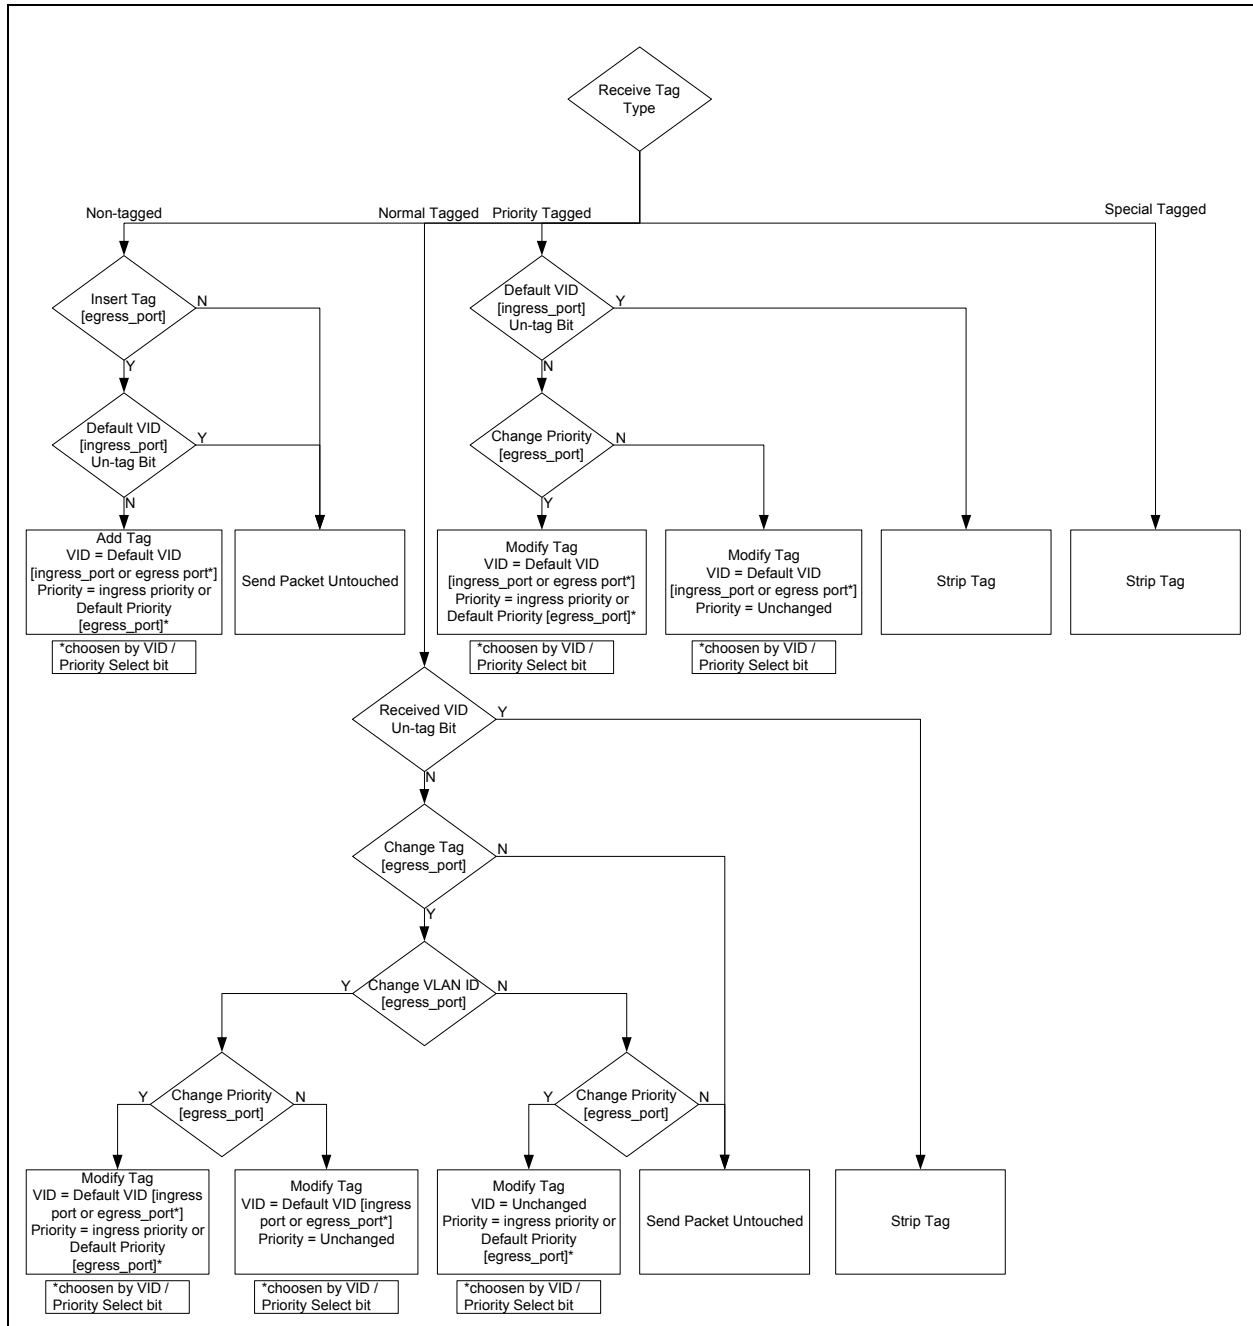 Receive Tag
Type
Non-tagged
Normal Tagged
Priority Tagged
Special Tagged
Insert Tag
[egress_port]
N
Y
Default VID
[ingress_port]
Un-tag Bit
Y
N
Default VID
[ingress_port]
Un-tag Bit
Y
N
Change Priority
[egress_port]
N
Y
Add Tag
VID = Default VID
[ingress_port or egress port*]
Priority = ingress priority or
Default Priority
[egress_port]*
*choosen by VID /
Priority Select bit
Send Packet Untouched
Modify Tag
VID = Default VID
[ingress_port or egress port*]
Priority = ingress priority or
Default Priority [egress_port]*
*choosen by VID /
Priority Select bit
Modify Tag
VID = Default VID
[ingress_port or egress port*]
Priority = Unchanged
*choosen by VID /
Priority Select bit
Strip Tag
Strip Tag
Received VID
Un-tag Bit
Y
N
Change Tag
[egress_port]
N
Y
Change VLAN ID
[egress_port]
Y
N
Change Priority
[egress_port]
Y
N
Change Priority
[egress_port]
Y
N
Modify Tag
VID = Default VID [ingress
port or egress_port*]
Priority = ingress priority or
Default Priority
[egress_port]*
*choosen by VID /
Priority Select bit
Modify Tag
VID = Default VID [ingress
port or egress_port*]
Priority = Unchanged
*choosen by VID /
Priority Select bit
Modify Tag
VID = Unchanged
Priority = ingress priority or
Default Priority
[egress_port]*
*choosen by VID /
Priority Select bit
Send Packet Untouched
Strip Tag